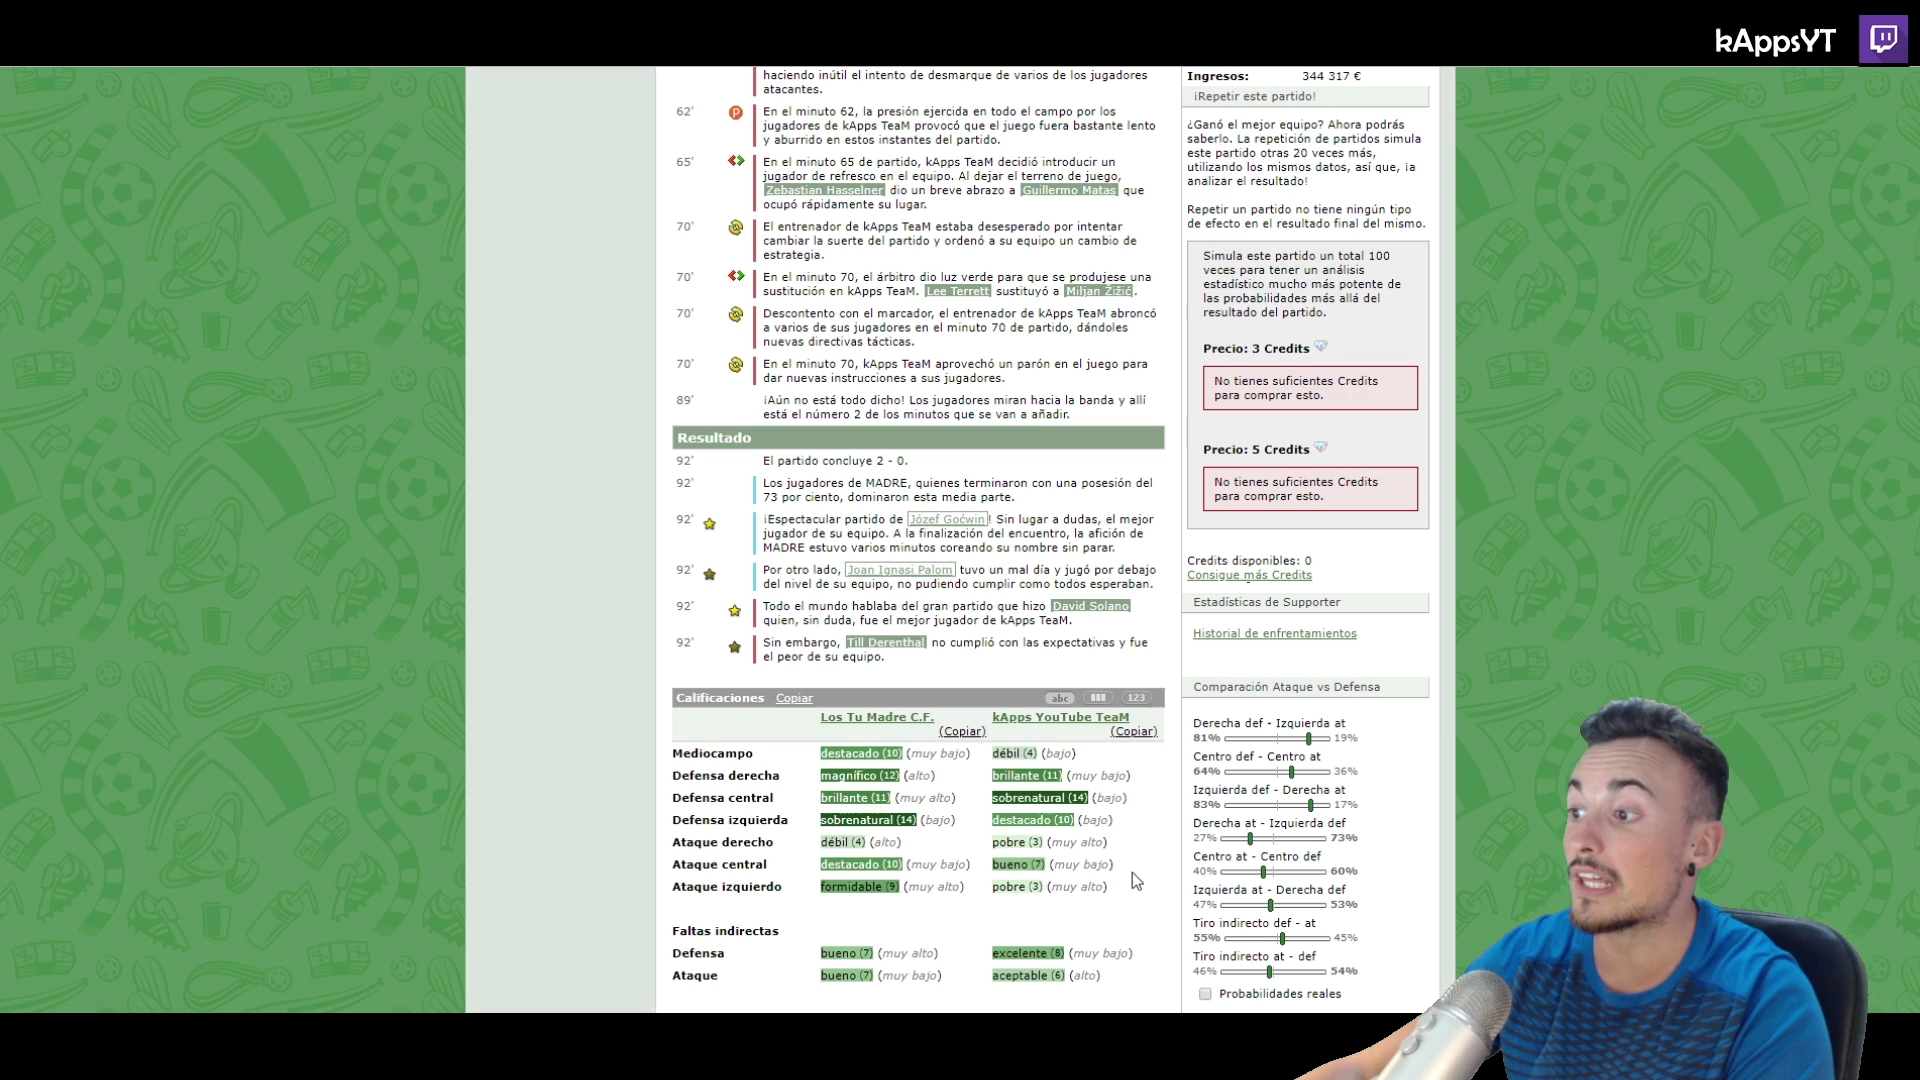 kAppsYT
haciendo inútil el intento de desmarque de varios de los jugadores
atacantes.
62'
En el minuto 62, la presión ejercida en todo el campo por los
jugadores de kApps TeaM provocó que el juego fuera bastante lento
y aburrido en estos instantes del partido.
65'
En el minuto 65 de partido, kApps TeaM decidió introducir un
jugador de refresco en el equipo. Al dejar el terreno de juego,
Zebastian Hasselner dio un breve abrazo a Guillermo Matas que
ocupó rápidamente su lugar.
70'
El entrenador de kApps TeaM estaba desesperado por intentar
cambiar la suerte del partido y ordenó a su equipo un cambio de
estrategia.
70'
En el minuto 70, el árbitro dio luz verde para que se produjese una
sustitución en kApps TeaM. Lee Terrett sustituyó a Miljan Žižić.
70'
Descontento con el marcador, el entrenador de kApps TeaM abroncó
a varios de sus jugadores en el minuto 70 de partido, dándoles
nuevas directivas tácticas.
70'
En el minuto 70, kApps TeaM aprovechó un parón en el juego para
dar nuevas instrucciones a sus jugadores.
89'
¡Aún no está todo dicho! Los jugadores miran hacia la banda y allí
está el número 2 de los minutos que se van a añadir.
Resultado
92'
El partido concluye 2 - 0.
92'
Los jugadores de MADRE, quienes terminaron con una posesión del
73 por ciento, dominaron esta media parte.
92'
¡Espectacular partido de Józef Goćwin! Sin lugar a dudas, el mejor
jugador de su equipo. A la finalización del encuentro, la afición de
MADRE estuvo varios minutos coreando su nombre sin parar.
92'
Por otro lado, Joan Ignasi Palom tuvo un mal día y jugó por debajo
del nivel de su equipo, no pudiendo cumplir como todos esperaban.
92'
Todo el mundo hablaba del gran partido que hizo David Solano
quien, sin duda, fue el mejor jugador de kApps TeaM.
92'
Sin embargo, Till Derenthal no cumplió con las expectativas y fue
el peor de su equipo.
Calificaciones Copiar abc 123
Los Tu Madre C.F. kApps YouTube TeaM
(Copiar) (Copiar)
Mediocampo destacado (10) (muy bajo) débil (4) (bajo)
Defensa derecha magnífico (12) (alto) brillante (11) (muy bajo)
Defensa central brillante (11) (muy alto) sobrenatural (14) (bajo)
Defensa izquierda sobrenatural (14) (bajo) destacado (10) (bajo)
Ataque derecho débil (4) (alto) pobre (3) (muy alto)
Ataque central destacado (10) (muy bajo) bueno (7) (muy bajo)
Ataque izquierdo formidable (9) (muy alto) pobre (3) (muy alto)
Faltas indirectas
Defensa bueno (7) (muy alto) excelente (8) (muy bajo)
Ataque bueno (7) (muy bajo) aceptable (6) (alto)
Ingresos: 344 317 €
¡Repetir este partido!
¿Ganó el mejor equipo? Ahora podrás
saberlo. La repetición de partidos simula
este partido otras 20 veces más,
utilizando los mismos datos, así que, ¡a
analizar el resultado!
Repetir un partido no tiene ningún tipo
de efecto en el resultado final del mismo.
Simula este partido un total 100
veces para tener un análisis
estadístico mucho más potente de
las probabilidades más allá del
resultado del partido.
Precio: 3 Credits
No tienes suficientes Credits
para comprar esto.
Precio: 5 Credits
No tienes suficientes Credits
para comprar esto.
Credits disponibles: 0
Consigue más Credits
Estadísticas de Supporter
Historial de enfrentamientos
Comparación Ataque vs Defensa
Derecha def - Izquierda at
81% 19%
Centro def - Centro at
64% 36%
Izquierda def - Derecha at
83% 17%
Derecha at - Izquierda def
27% 73%
Centro at - Centro def
40% 60%
Izquierda at - Derecha def
47% 53%
Tiro indirecto def - at
55% 45%
Tiro indirecto at - def
46% 54%
Probabilidades reales